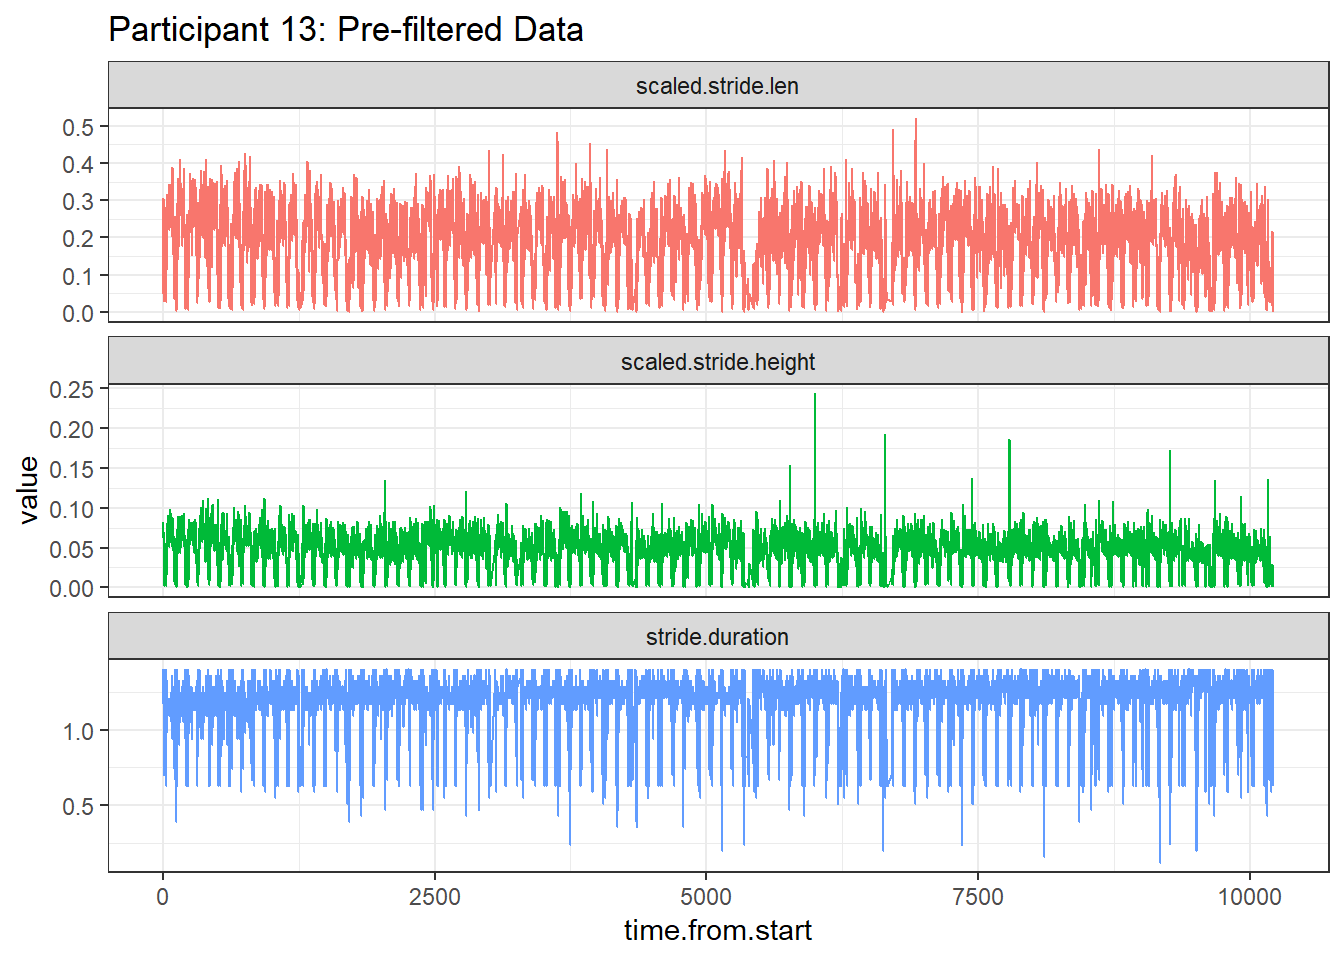 Participant 13: Pre-filtered Data
scaled.stride.len
0.5
0.4
0.3
0.2
0.1
0.0
scaled.stride.height
0.25
0.20
0.15
0.10
0.05
0.00
value
stride.duration
1.0
0.5
0 2500 5000 7500 10000
time.from.start